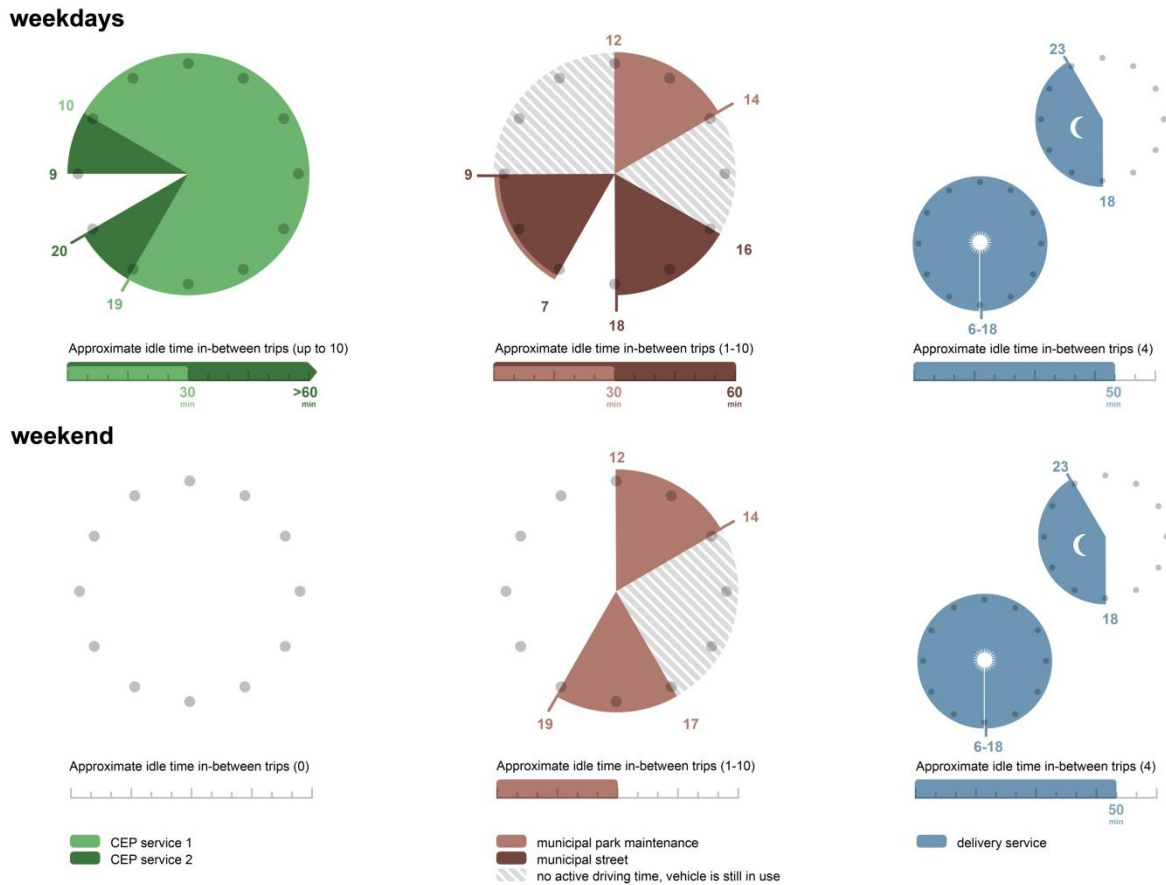 weekdays
10
9
20
19
12
14
9
16
7
18
23
18
6-18
Approximate idle time in-between trips (up to 10)
30
min
>60
min
Approximate idle time in-between trips (1-10)
30
min
60
min
Approximate idle time in-between trips (4)
50
min
weekend
12
14
19
17
23
18
6-18
Approximate idle time in-between trips (0)
Approximate idle time in-between trips (1-10)
Approximate idle time in-between trips (4)
50
min
CEP service 1
CEP service 2
municipal park maintenance
municipal street
no active driving time, vehicle is still in use
delivery service